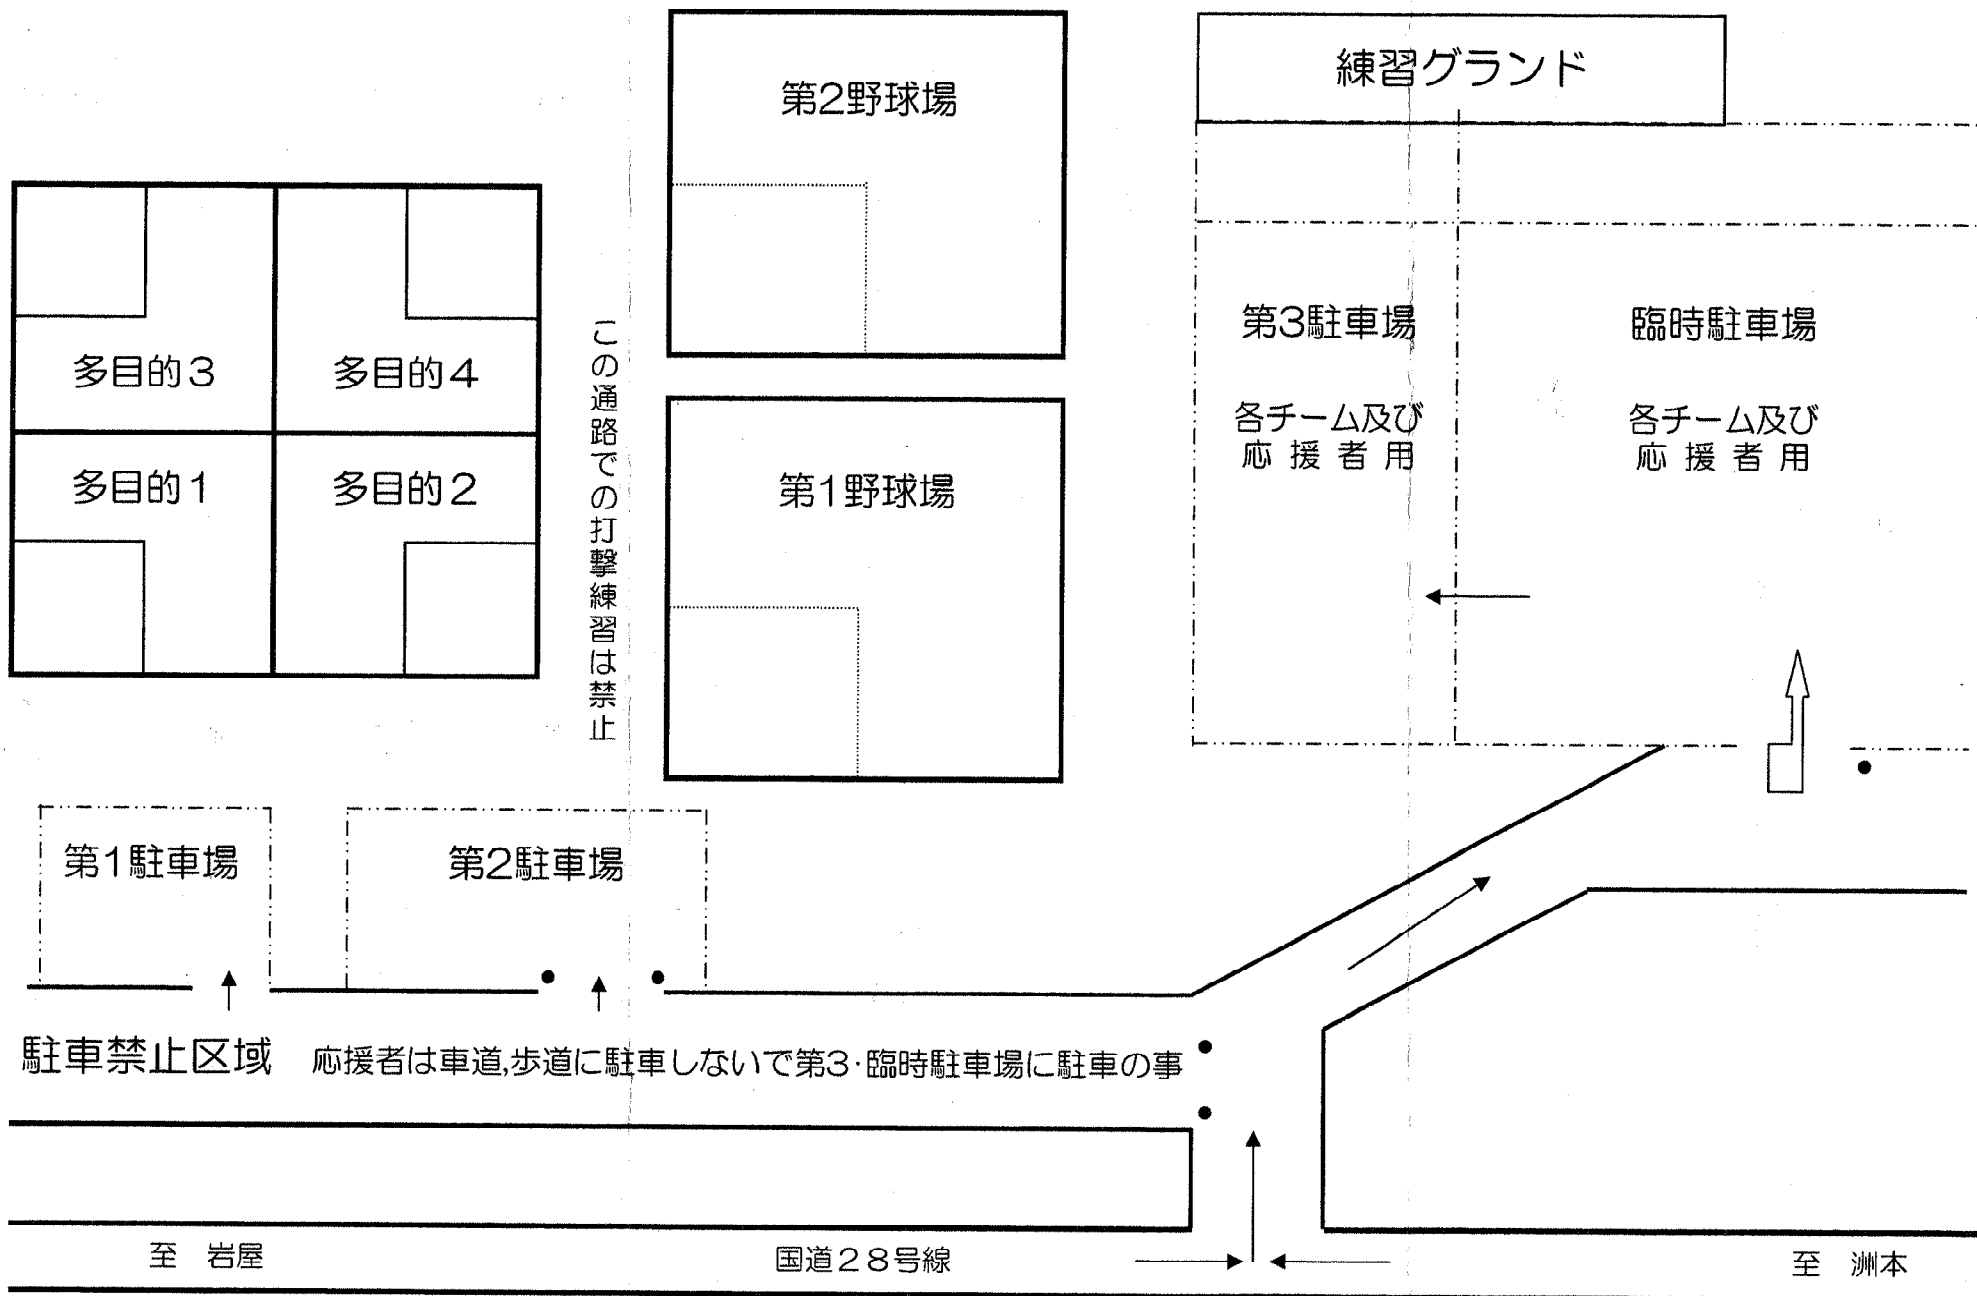 練習グランド
第2野球場
第3駐車場
臨時駐車場
各チーム及び
応援者用
各チーム及び
応援者用
多目的3
多目的4
この通路での打撃練習は禁止
多目的1
多目的2
第1野球場
第1駐車場
第2駐車場
駐車禁止区域
応援者は車道,歩道に駐車しないで第3・臨時駐車場に駐車の事
至 岩屋
国道28号線
至 洲本